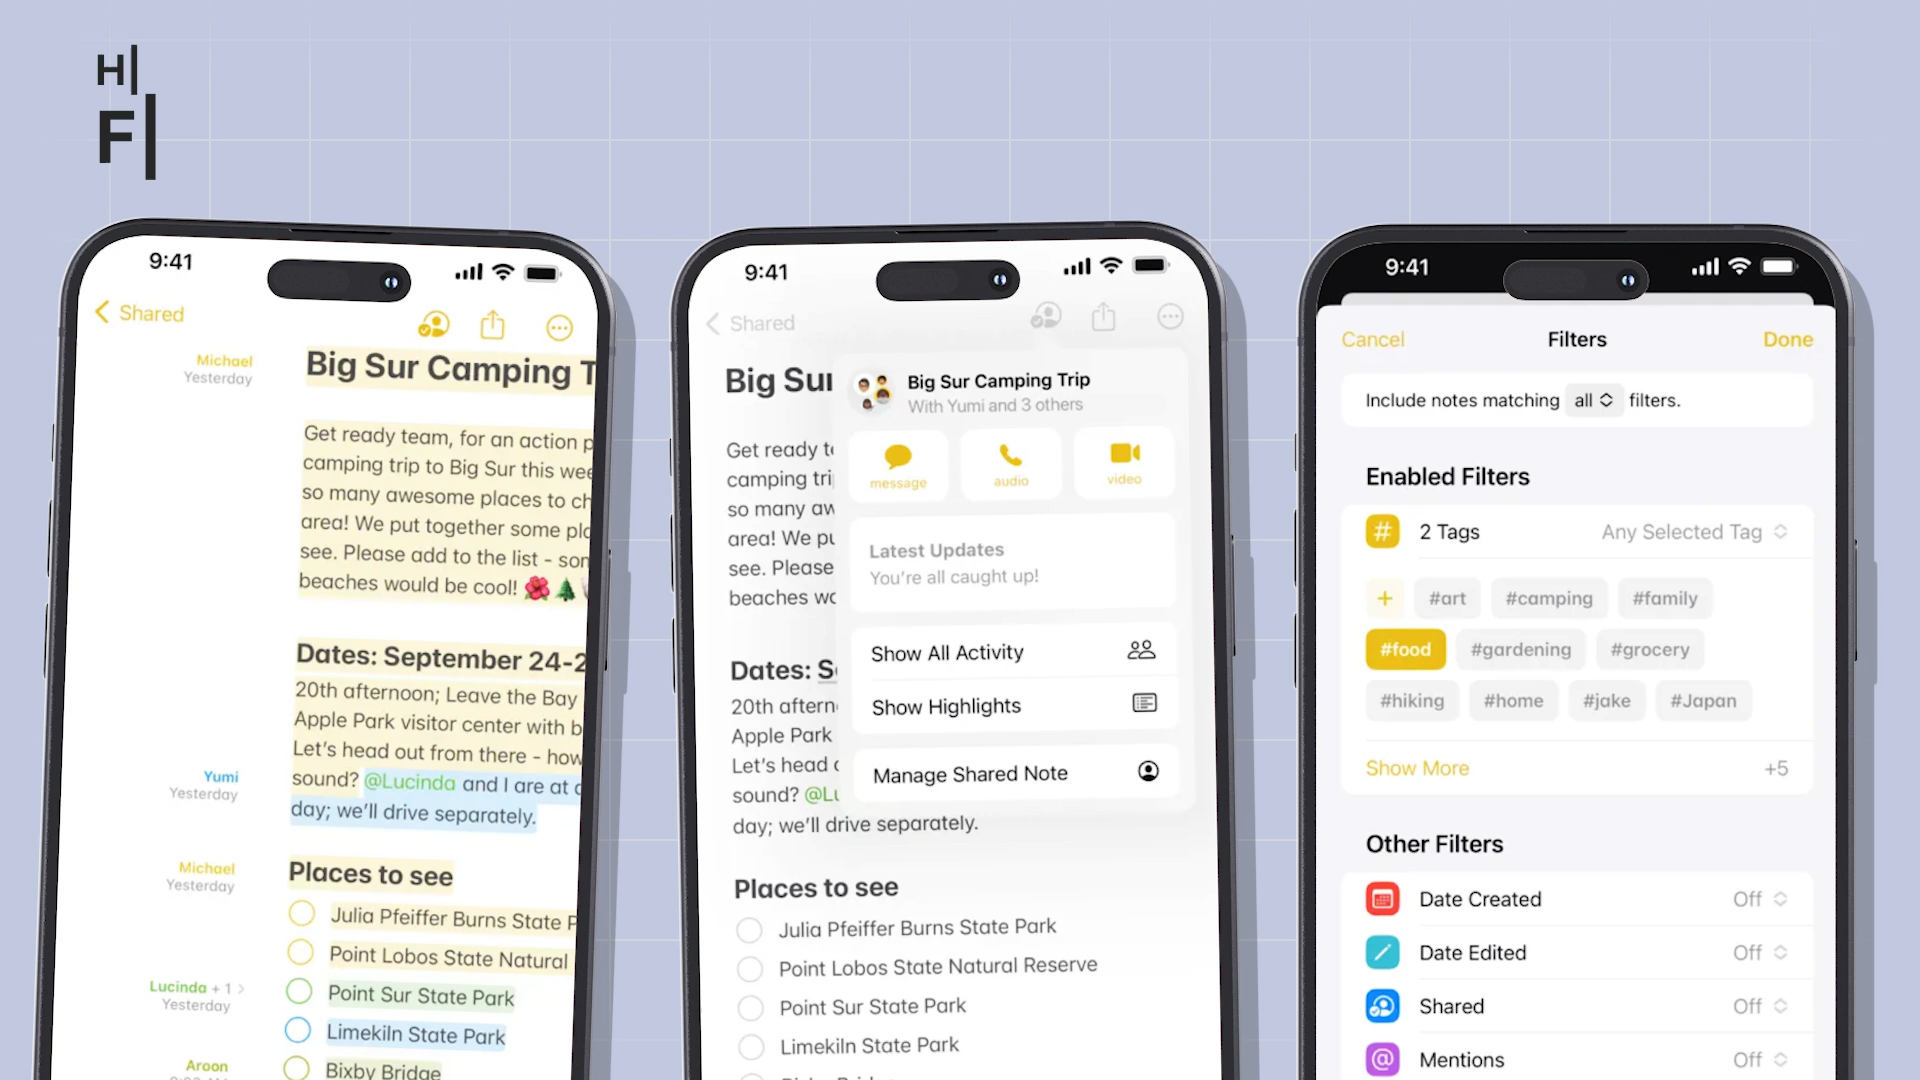 H
F
9:41
Shared
Michael
Yesterday
Big Sur Camping T
Get ready team, for an action p
camping trip to Big Sur this wee
so many awesome places to ch
area! We put together some pla
see. Please add to the list - son
beaches would be cool! 🌺🌲
Dates: September 24-2
20th afternoon; Leave the Bay
Apple Park visitor center with b
Let's head out from there - how
Yumi
Yesterday
sound? @Lucinda and I are at
day; we'll drive separately.
Michael
Yesterday
Places to see
Julia Pfeiffer Burns State P
Point Lobos State Natural
Lucinda + 1 >
Yesterday
Point Sur State Park
Limekiln State Park
Aroon
Bixby Bridge
9:41
Shared
Big Sur
Get ready te
camping tri
so many aw
area! We pu
see. Please
beaches wo
Dates: S
20th aftern
Apple Park
Let's head
sound? @Lu
day; we'll drive separately.
Places to see
Julia Pfeiffer Burns State Park
Point Lobos State Natural Reserve
Point Sur State Park
Limekiln State Park
Big Sur Camping Trip
With Yumi and 3 others
message
audio
video
Latest Updates
You're all caught up!
Show All Activity
Show Highlights
Manage Shared Note
9:41
Cancel
Filters
Done
Include notes matching all filters.
Enabled Filters
# 2 Tags Any Selected Tag
+ #art #camping #family
#food #gardening #grocery
#hiking #home #jake #Japan
Show More +5
Other Filters
Date Created Off
Date Edited Off
Shared Off
@ Mentions Off